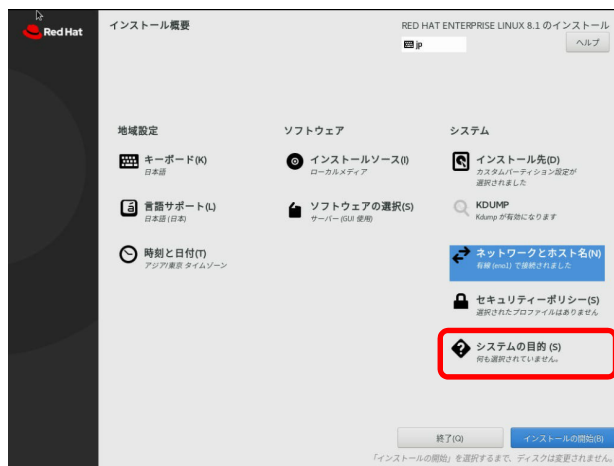 Red Hat
インストール概要
RED HAT ENTERPRISE LINUX 8.1 のインストール
jp
ヘルプ
地域設定
キーボード(K)
日本語
言語サポート(L)
日本語 (日本)
時刻と日付(T)
アジア/東京 タイムゾーン
ソフトウェア
インストールソース(I)
ローカルメディア
ソフトウェアの選択(S)
サーバー (GUI 使用)
システム
インストール先(D)
カスタムパーティション設定が
選択されました
KDUMP
Kdump が有効になります
ネットワークとホスト名(N)
有線 (eno1) で接続されました
セキュリティーポリシー(S)
選択されたプロファイルはありません
システムの目的 (S)
何も選択されていません。
終了(Q)
インストールの開始(B)
「インストールの開始」を選択するまで、ディスクは変更されません。